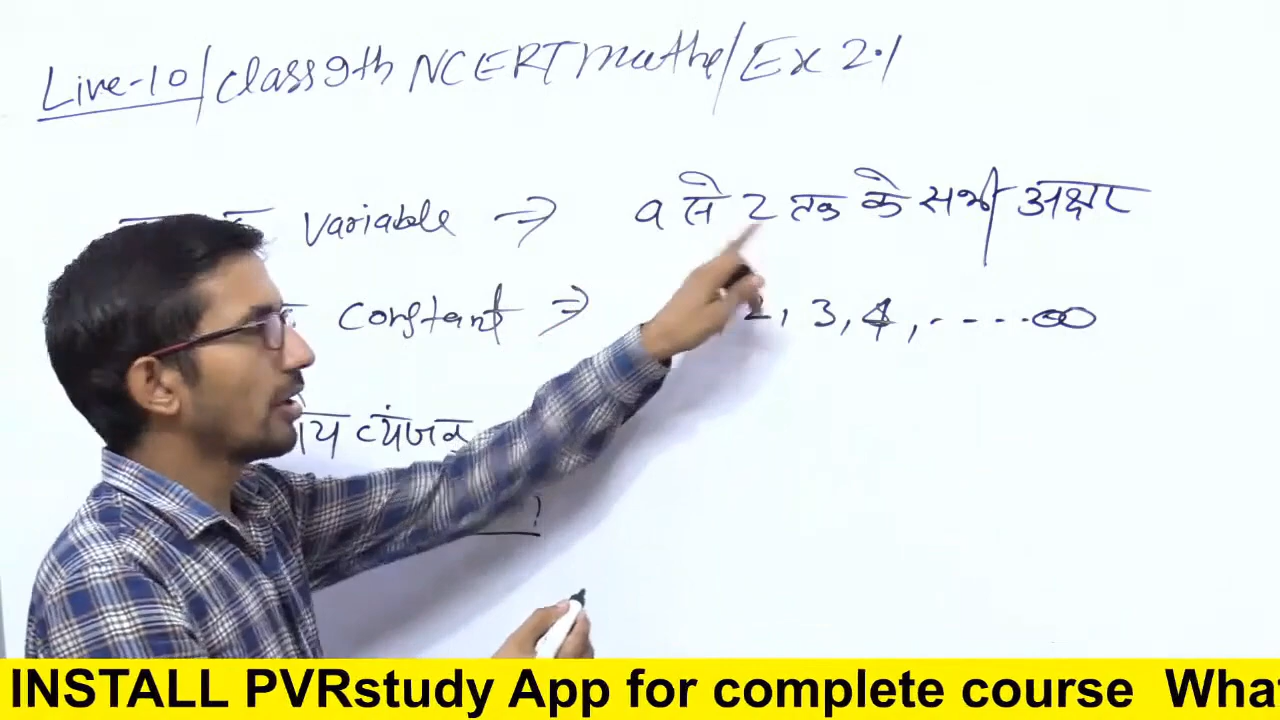 Live-10/class 9th NCERT maths/Ex 2.1
variable ⇒ a से z तक के सभी अक्षर
constant ⇒ 2, 3, 4, - - - - ∞
व्यंजक
?
INSTALL PVRstudy App for complete course